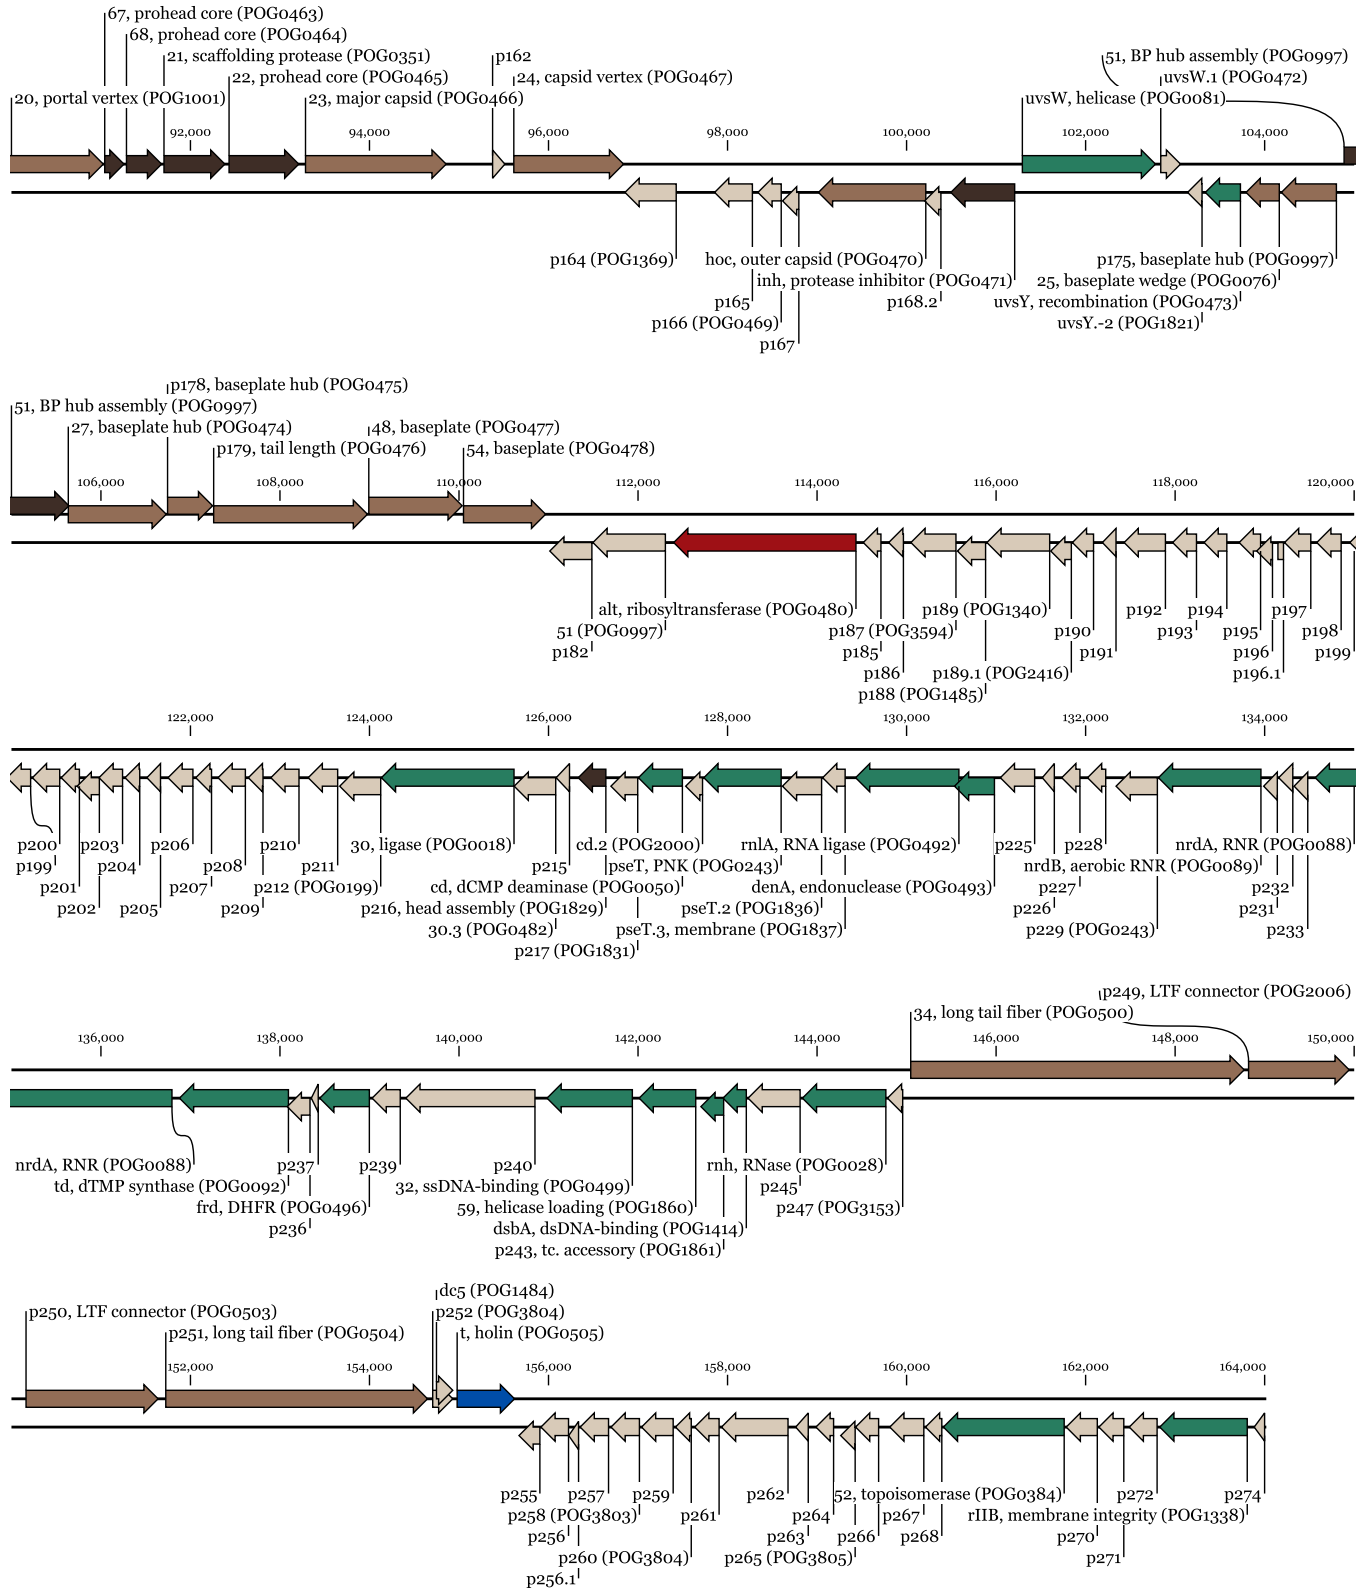 67, prohead core (POG0463)
68, prohead core (POG0464)
21, scaffolding protease (POG0351)
p162
51, BP hub assembly (POG0997)
22, prohead core (POG0465)
24, capsid vertex (POG0467)
uvsW.1 (POG0472)
20, portal vertex (POG1001)
23, major capsid (POG0466)
uvsW, helicase (POG0081)
92,000 94,000 96,000 98,000 100,000 102,000 104,000
p164 (POG1369)
hoc, outer capsid (POG0470)
p175, baseplate hub (POG0997)
inh, protease inhibitor (POG0471)
25, baseplate wedge (POG0076)
p165
p168.2
uvsY, recombination (POG0473)
p166 (POG0469)
uvsY.-2 (POG1821)
p167
p178, baseplate hub (POG0475)
51, BP hub assembly (POG0997)
27, baseplate hub (POG0474)
48, baseplate (POG0477)
p179, tail length (POG0476)
54, baseplate (POG0478)
106,000 108,000 110,000 112,000 114,000 116,000 118,000 120,000
alt, ribosyltransferase (POG0480)
p189 (POG1340)
p192
p194
p197
51 (POG0997)
p187 (POG3594)
p190
p193
p195
p198
p182
p185
p191
p196
p199
p186
p189.1 (POG2416)
p196.1
p188 (POG1485)
122,000 124,000 126,000 128,000 130,000 132,000 134,000
p200
p203
p206
p210
30, ligase (POG0018)
cd.2 (POG2000)
rnlA, RNA ligase (POG0492)
p225
p228
nrdA, RNR (POG0088)
p199
p204
p208
p211
p215
pseT, PNK (POG0243)
nrdB, aerobic RNR (POG0089)
p201
p207
p212 (POG0199)
cd, dCMP deaminase (POG0050)
denA, endonuclease (POG0493)
p227
p232
p202
p205
p209
p216, head assembly (POG1829)
pseT.2 (POG1836)
p226
p231
30.3 (POG0482)
pseT.3, membrane (POG1837)
p229 (POG0243)
p233
p217 (POG1831)
p249, LTF connector (POG2006)
34, long tail fiber (POG0500)
136,000 138,000 140,000 142,000 144,000 146,000 148,000 150,000
nrdA, RNR (POG0088)
p237
p239
p240
rnh, RNase (POG0028)
td, dTMP synthase (POG0092)
32, ssDNA-binding (POG0499)
p245
frd, DHFR (POG0496)
59, helicase loading (POG1860)
p247 (POG3153)
p236
dsbA, dsDNA-binding (POG1414)
p243, tc. accessory (POG1861)
dc5 (POG1484)
p250, LTF connector (POG0503)
p252 (POG3804)
p251, long tail fiber (POG0504)
t, holin (POG0505)
152,000 154,000 156,000 158,000 160,000 162,000 164,000
p255
p257
p259
p262
52, topoisomerase (POG0384)
p272
p274
p258 (POG3803)
p261
p264
p267
rIIB, membrane integrity (POG1338)
p256
p263
p266
p268
p270
p260 (POG3804)
p265 (POG3805)
p271
p256.1